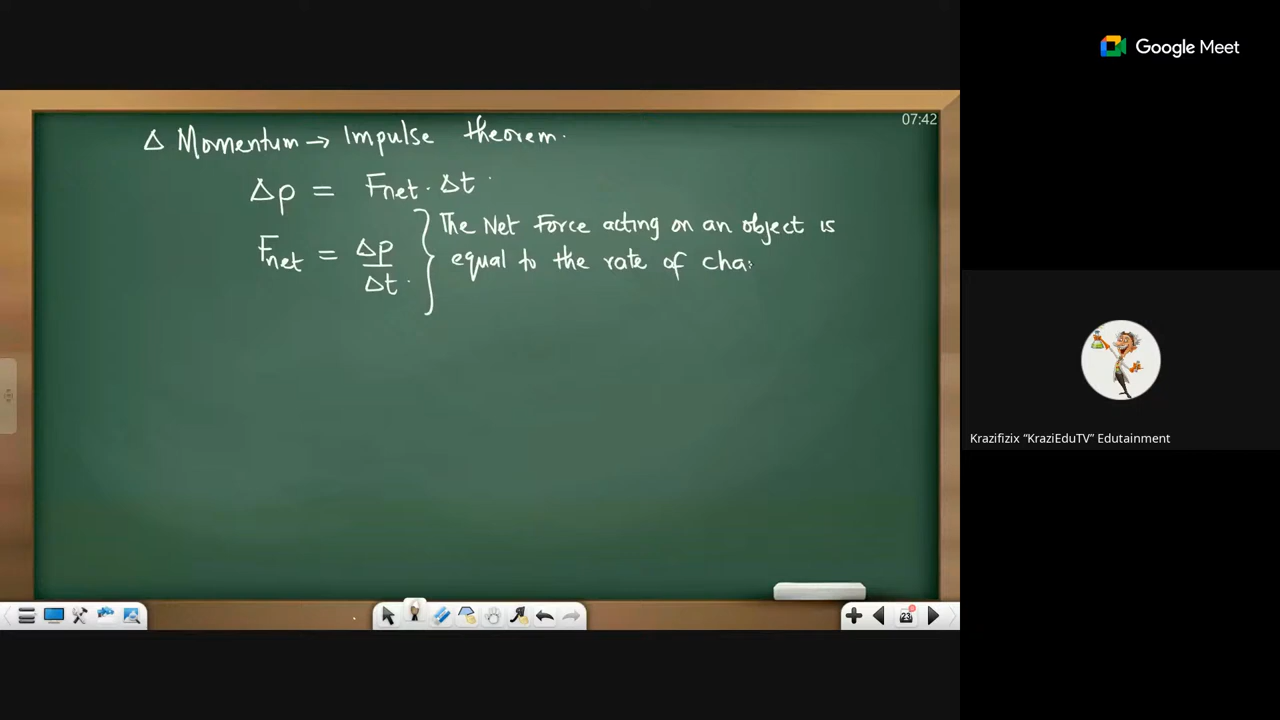 Google Meet
07:42
Δ Momentum → Impulse theorem.
Δp = Fnet · Δt
Fnet = Δp/Δt } The Net Force acting on an object is
equal to the rate of cha
Krazifizix “KraziEduTV” Edutainment
23